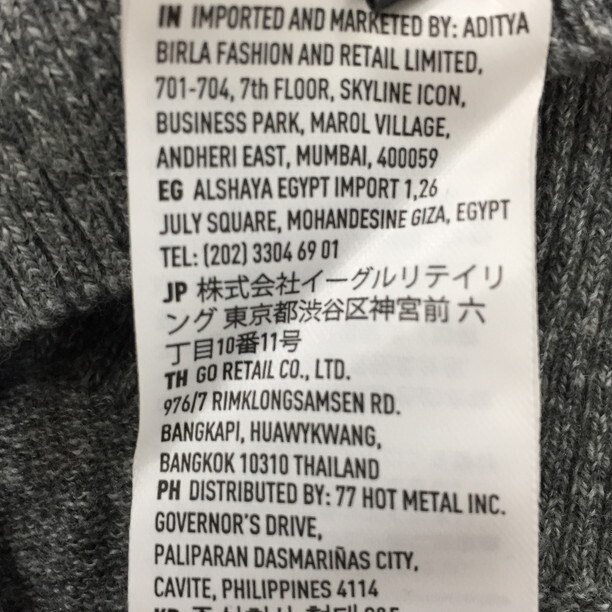 IN IMPORTED AND MARKETED BY: ADITYA
BIRLA FASHION AND RETAIL LIMITED,
701-704, 7th FLOOR, SKYLINE ICON,
BUSINESS PARK, MAROL VILLAGE,
ANDHERI EAST, MUMBAI, 400059
EG ALSHAYA EGYPT IMPORT 1,26
JULY SQUARE, MOHANDESINE GIZA, EGYPT
TEL: (202) 3304 69 01
JP 株式会社イーグルリテイリ
ング 東京都渋谷区神宮前 六
丁目10番11号
TH GO RETAIL CO., LTD.
976/7 RIMKLONGSAMSEN RD.
BANGKAPI, HUAWYKWANG,
BANGKOK 10310 THAILAND
PH DISTRIBUTED BY: 77 HOT METAL INC.
GOVERNOR'S DRIVE,
PALIPARAN DASMARIÑAS CITY,
CAVITE, PHILIPPINES 4114